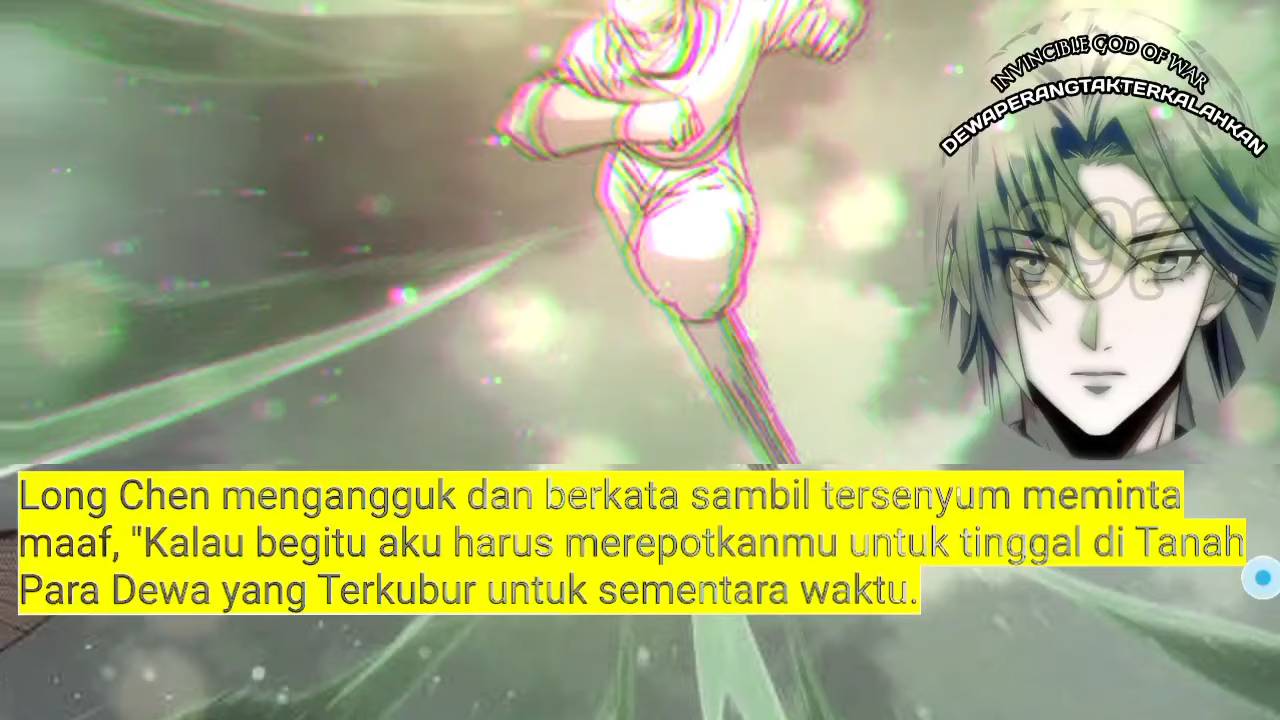 INVINCIBLE GOD OF WAR
DEWAPERANGTAKTERKALAHKAN
897
Long Chen mengangguk dan berkata sambil tersenyum meminta
maaf, "Kalau begitu aku harus merepotkanmu untuk tinggal di Tanah
Para Dewa yang Terkubur untuk sementara waktu.